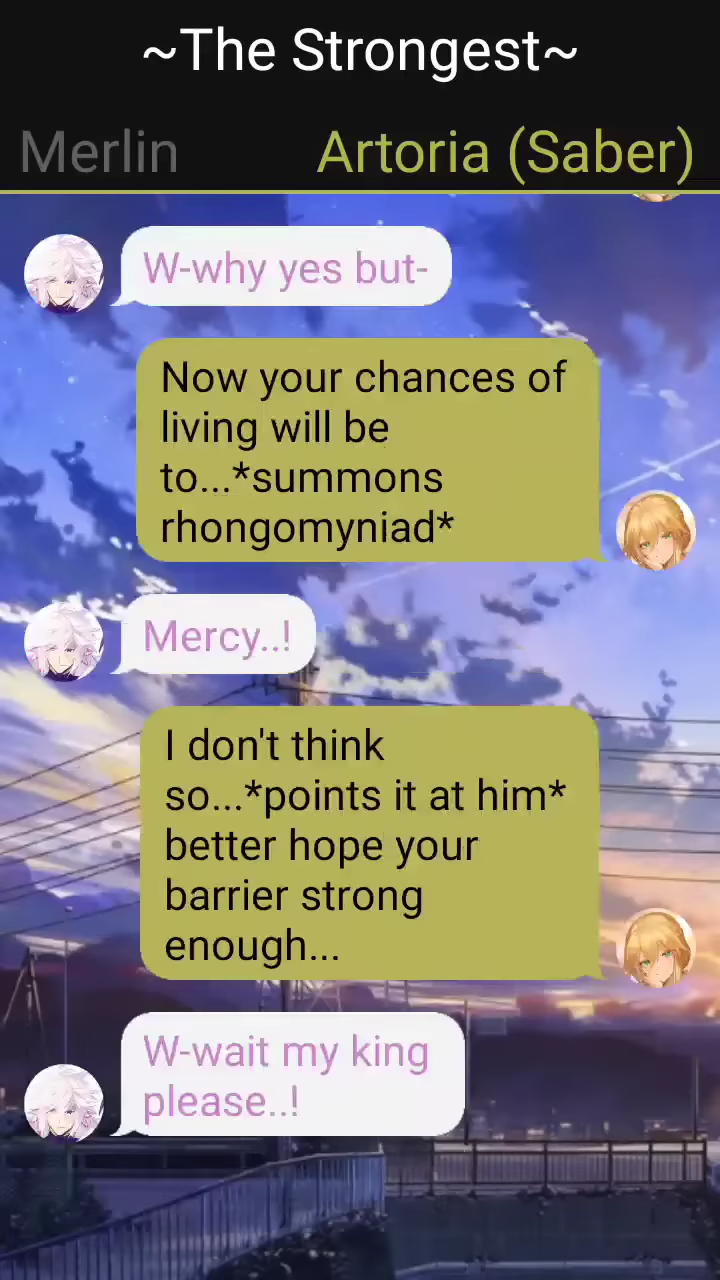 ~The Strongest~
Merlin
Artoria (Saber)
W-why yes but-
Now your chances of
living will be
to...*summons
rhongomyniad*
Mercy..!
I don't think
so...*points it at him*
better hope your
barrier strong
enough...
W-wait my king
please..!